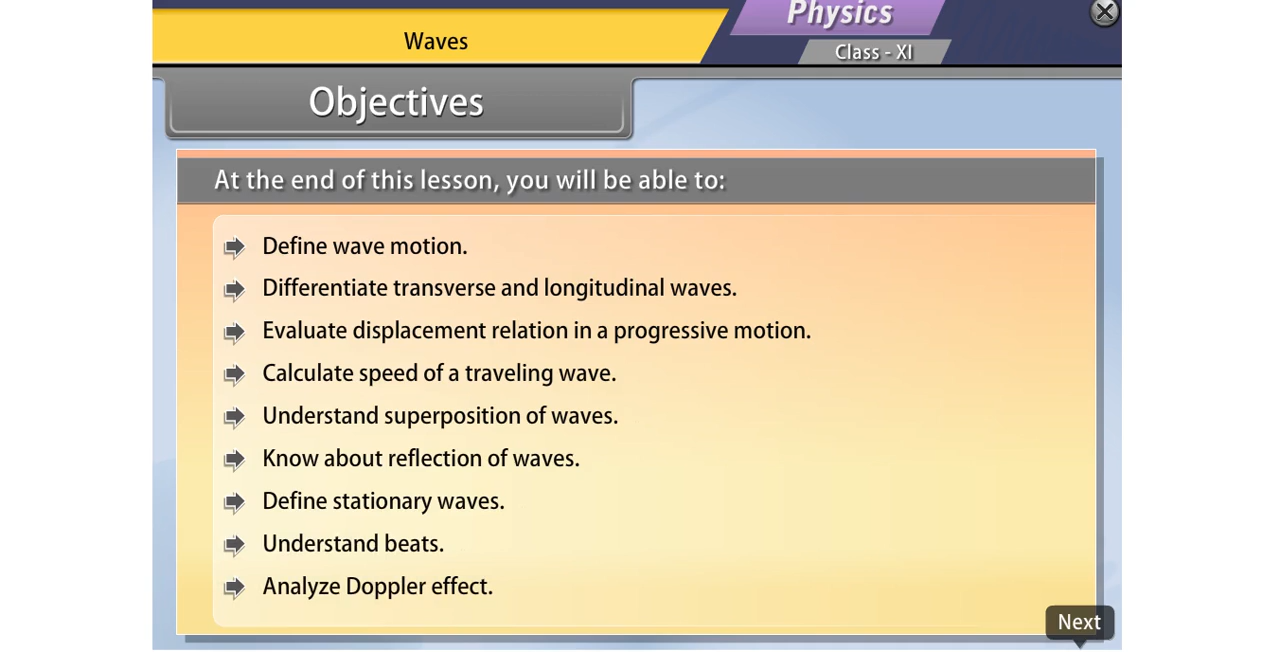 Physics
Waves
Class - XI
Objectives
At the end of this lesson, you will be able to:
Define wave motion.
Differentiate transverse and longitudinal waves.
Evaluate displacement relation in a progressive motion.
Calculate speed of a traveling wave.
Understand superposition of waves.
Know about reflection of waves.
Define stationary waves.
Understand beats.
Analyze Doppler effect.
Next